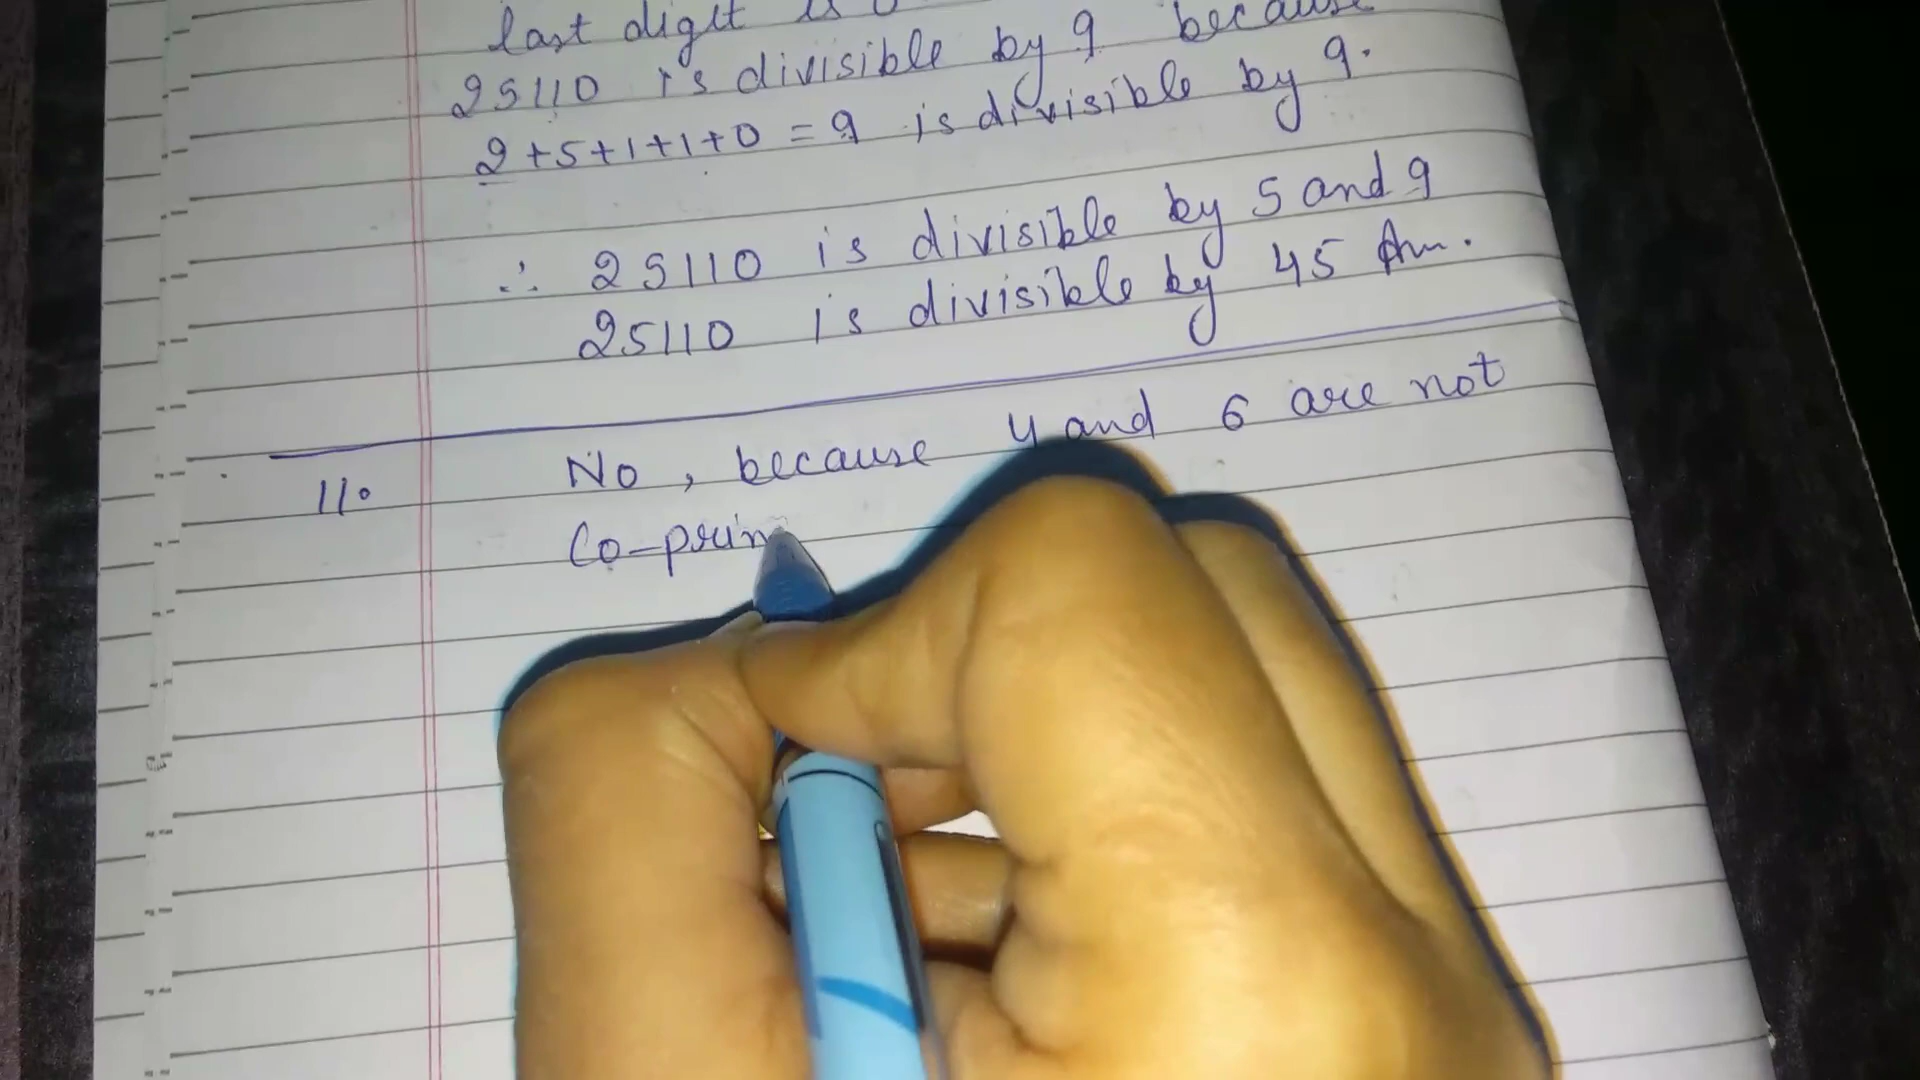 last digit is 0
25110 is divisible by 9 because
2+5+1+1+0 = 9 is divisible by 9.
∴ 25110 is divisible by 5 and 9
25110 is divisible by 45 Ans.
11. No, because 4 and 6 are not
Co-prim